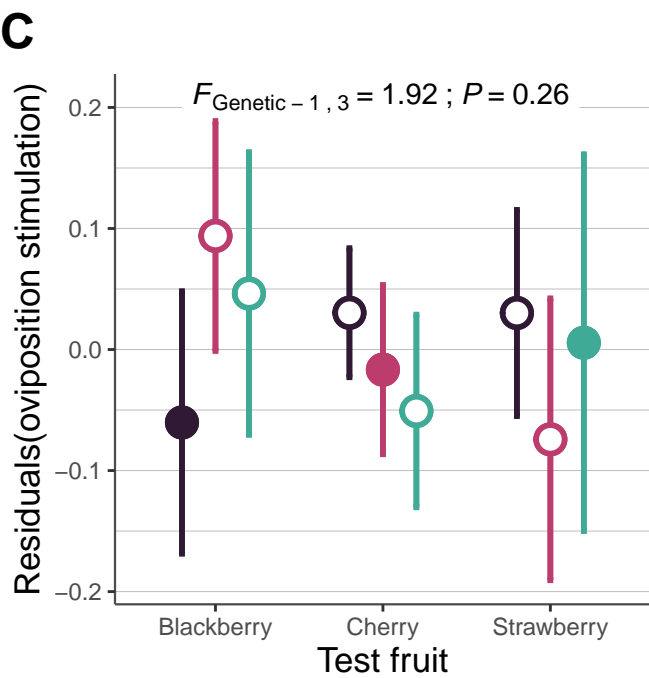 C
F Genetic − 1 , 3 = 1.92 ; P = 0.26
Residuals(oviposition stimulation)
0.2
0.1
0.0
−0.1
−0.2
Blackberry Cherry Strawberry
Test fruit